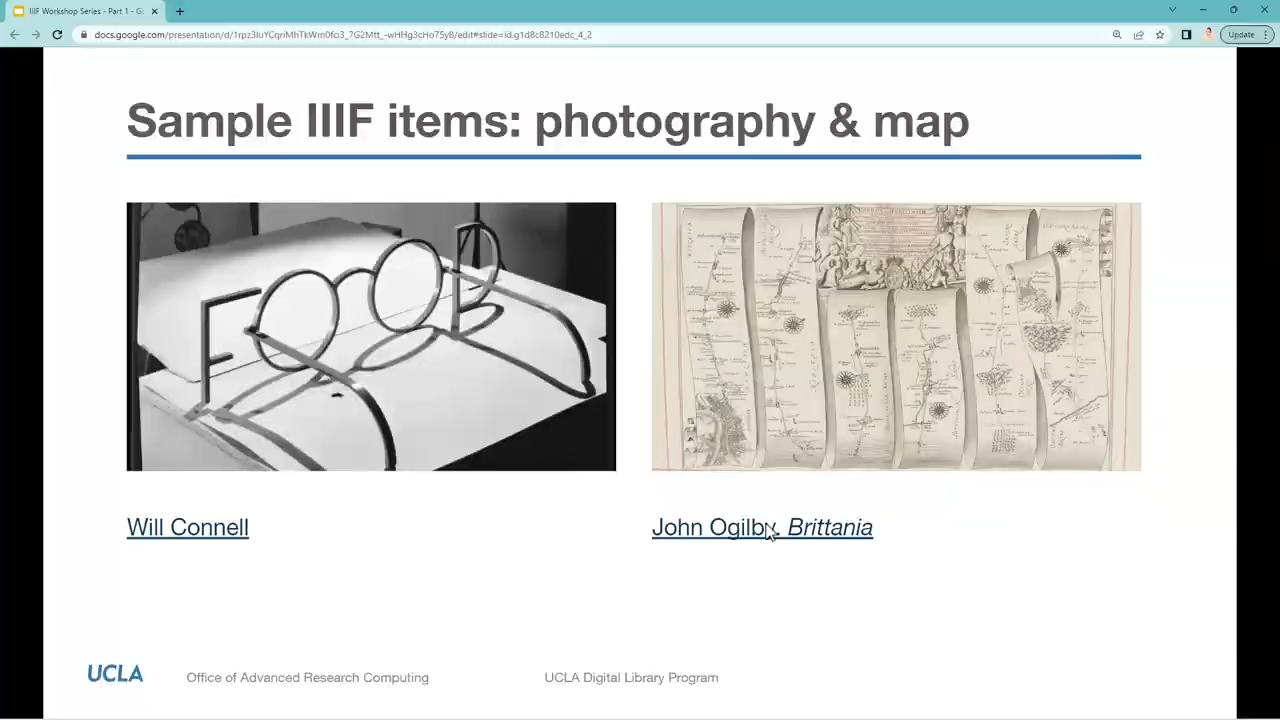 IIIF Workshop Series - Part 1 - G
docs.google.com/presentation/d/1rpz3luYCqriMhTkWm0fci3_7G2Mtt_-wHHg3cHo75y8/edit#slide=id.g1d8c8210edc_4_2
Update
Sample IIIF items: photography & map
Will Connell
John Ogilby, Brittania
UCLA
Office of Advanced Research Computing
UCLA Digital Library Program